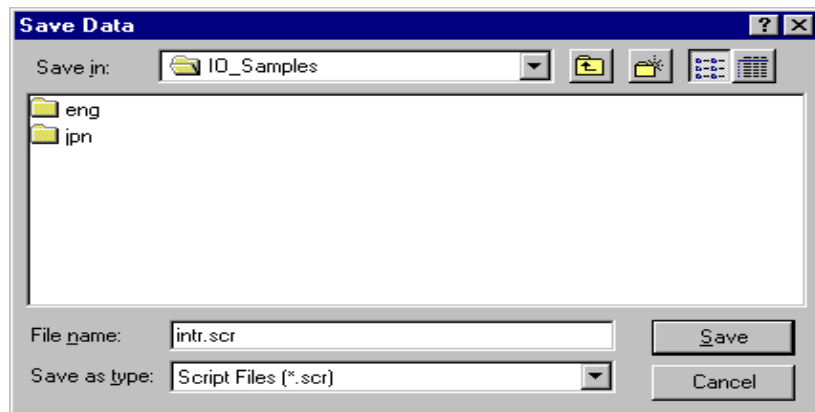 Save Data
Save in: IO_Samples
eng
jpn
File name: intr.scr Save
Save as type: Script Files (*.scr) Cancel